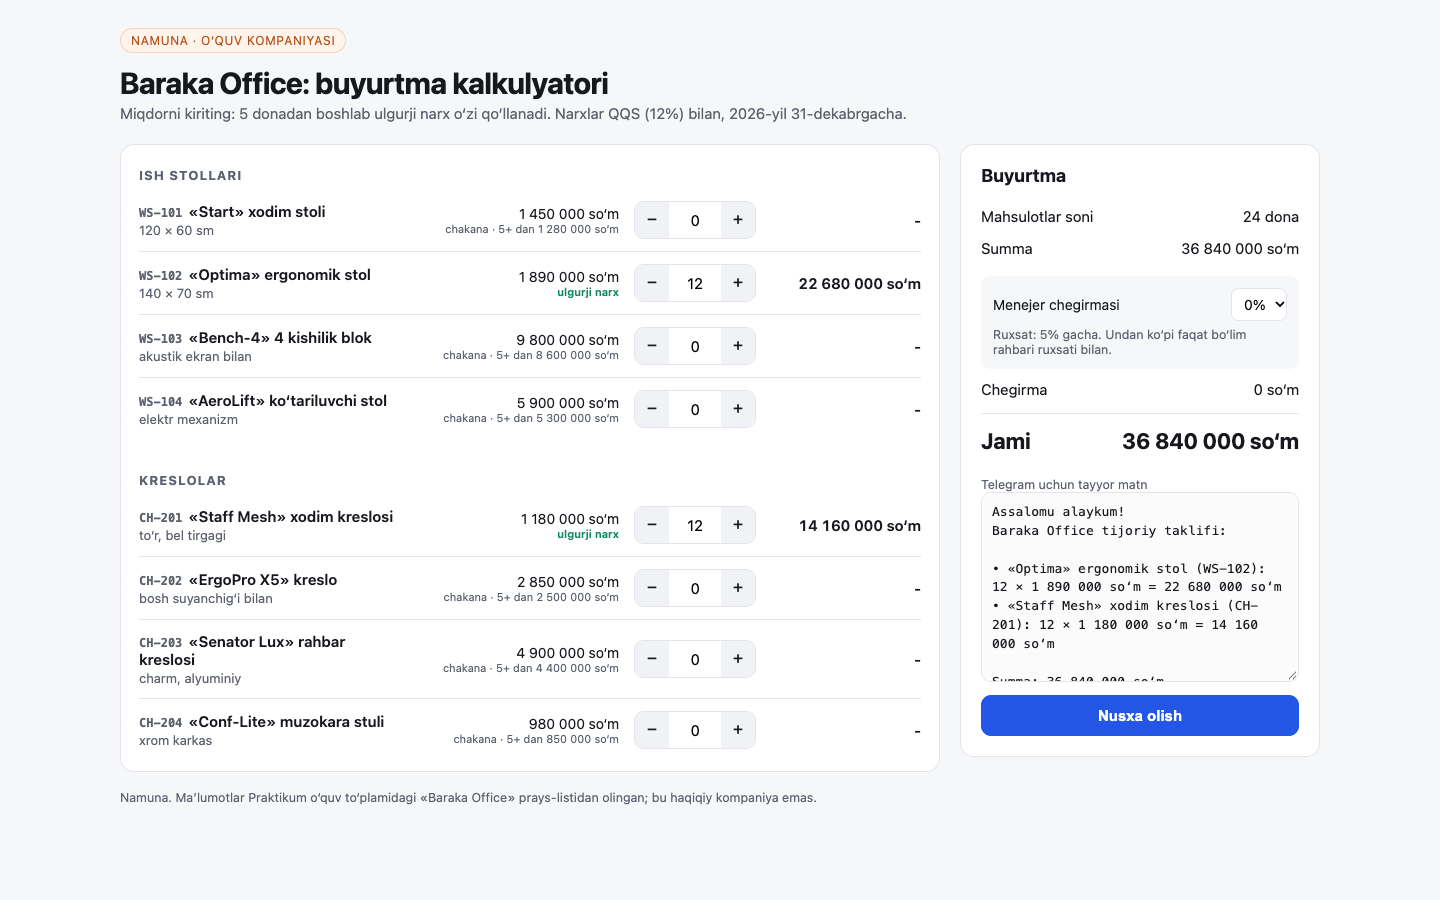 NAMUNA · OʻQUV KOMPANIYASI
Baraka Office: buyurtma kalkulyatori
Miqdorni kiriting: 5 donadan boshlab ulgurji narx oʻzi qoʻllanadi. Narxlar QQS (12%) bilan, 2026-yil 31-dekabrgacha.
ISH STOLLARI
WS-101 «Start» xodim stoli
120 × 60 sm
1 450 000 soʻm
chakana · 5+ dan 1 280 000 soʻm
− 0 +
-
WS-102 «Optima» ergonomik stol
140 × 70 sm
1 890 000 soʻm
ulgurji narx
− 12 +
22 680 000 soʻm
WS-103 «Bench-4» 4 kishilik blok
akustik ekran bilan
9 800 000 soʻm
chakana · 5+ dan 8 600 000 soʻm
− 0 +
-
WS-104 «AeroLift» koʻtariluvchi stol
elektr mexanizm
5 900 000 soʻm
chakana · 5+ dan 5 300 000 soʻm
− 0 +
-
KRESLOLAR
CH-201 «Staff Mesh» xodim kreslosi
toʻr, bel tirgagi
1 180 000 soʻm
ulgurji narx
− 12 +
14 160 000 soʻm
CH-202 «ErgoPro X5» kreslo
bosh suyanchigʻi bilan
2 850 000 soʻm
chakana · 5+ dan 2 500 000 soʻm
− 0 +
-
CH-203 «Senator Lux» rahbar
kreslosi
charm, alyuminiy
4 900 000 soʻm
chakana · 5+ dan 4 400 000 soʻm
− 0 +
-
CH-204 «Conf-Lite» muzokara stuli
xrom karkas
980 000 soʻm
chakana · 5+ dan 850 000 soʻm
− 0 +
-
Buyurtma
Mahsulotlar soni 24 dona
Summa 36 840 000 soʻm
Menejer chegirmasi 0%
Ruxsat: 5% gacha. Undan koʻpi faqat boʻlim
rahbari ruxsati bilan.
Chegirma 0 soʻm
Jami 36 840 000 soʻm
Telegram uchun tayyor matn
Assalomu alaykum!
Baraka Office tijoriy taklifi:
• «Optima» ergonomik stol (WS-102):
12 × 1 890 000 soʻm = 22 680 000 soʻm
• «Staff Mesh» xodim kreslosi (CH-
201): 12 × 1 180 000 soʻm = 14 160
000 soʻm
Summa: 36 840 000 soʻm
Nusxa olish
Namuna. Maʼlumotlar Praktikum oʻquv toʻplamidagi «Baraka Office» prays-listidan olingan; bu haqiqiy kompaniya emas.